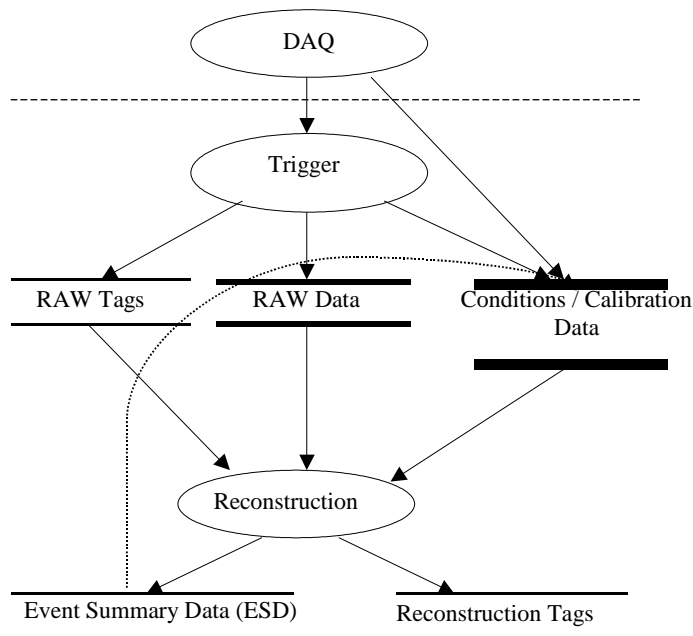 DAQ
Trigger
RAW Tags
RAW Data
Conditions / Calibration
Data
Reconstruction
Event Summary Data (ESD)
Reconstruction Tags